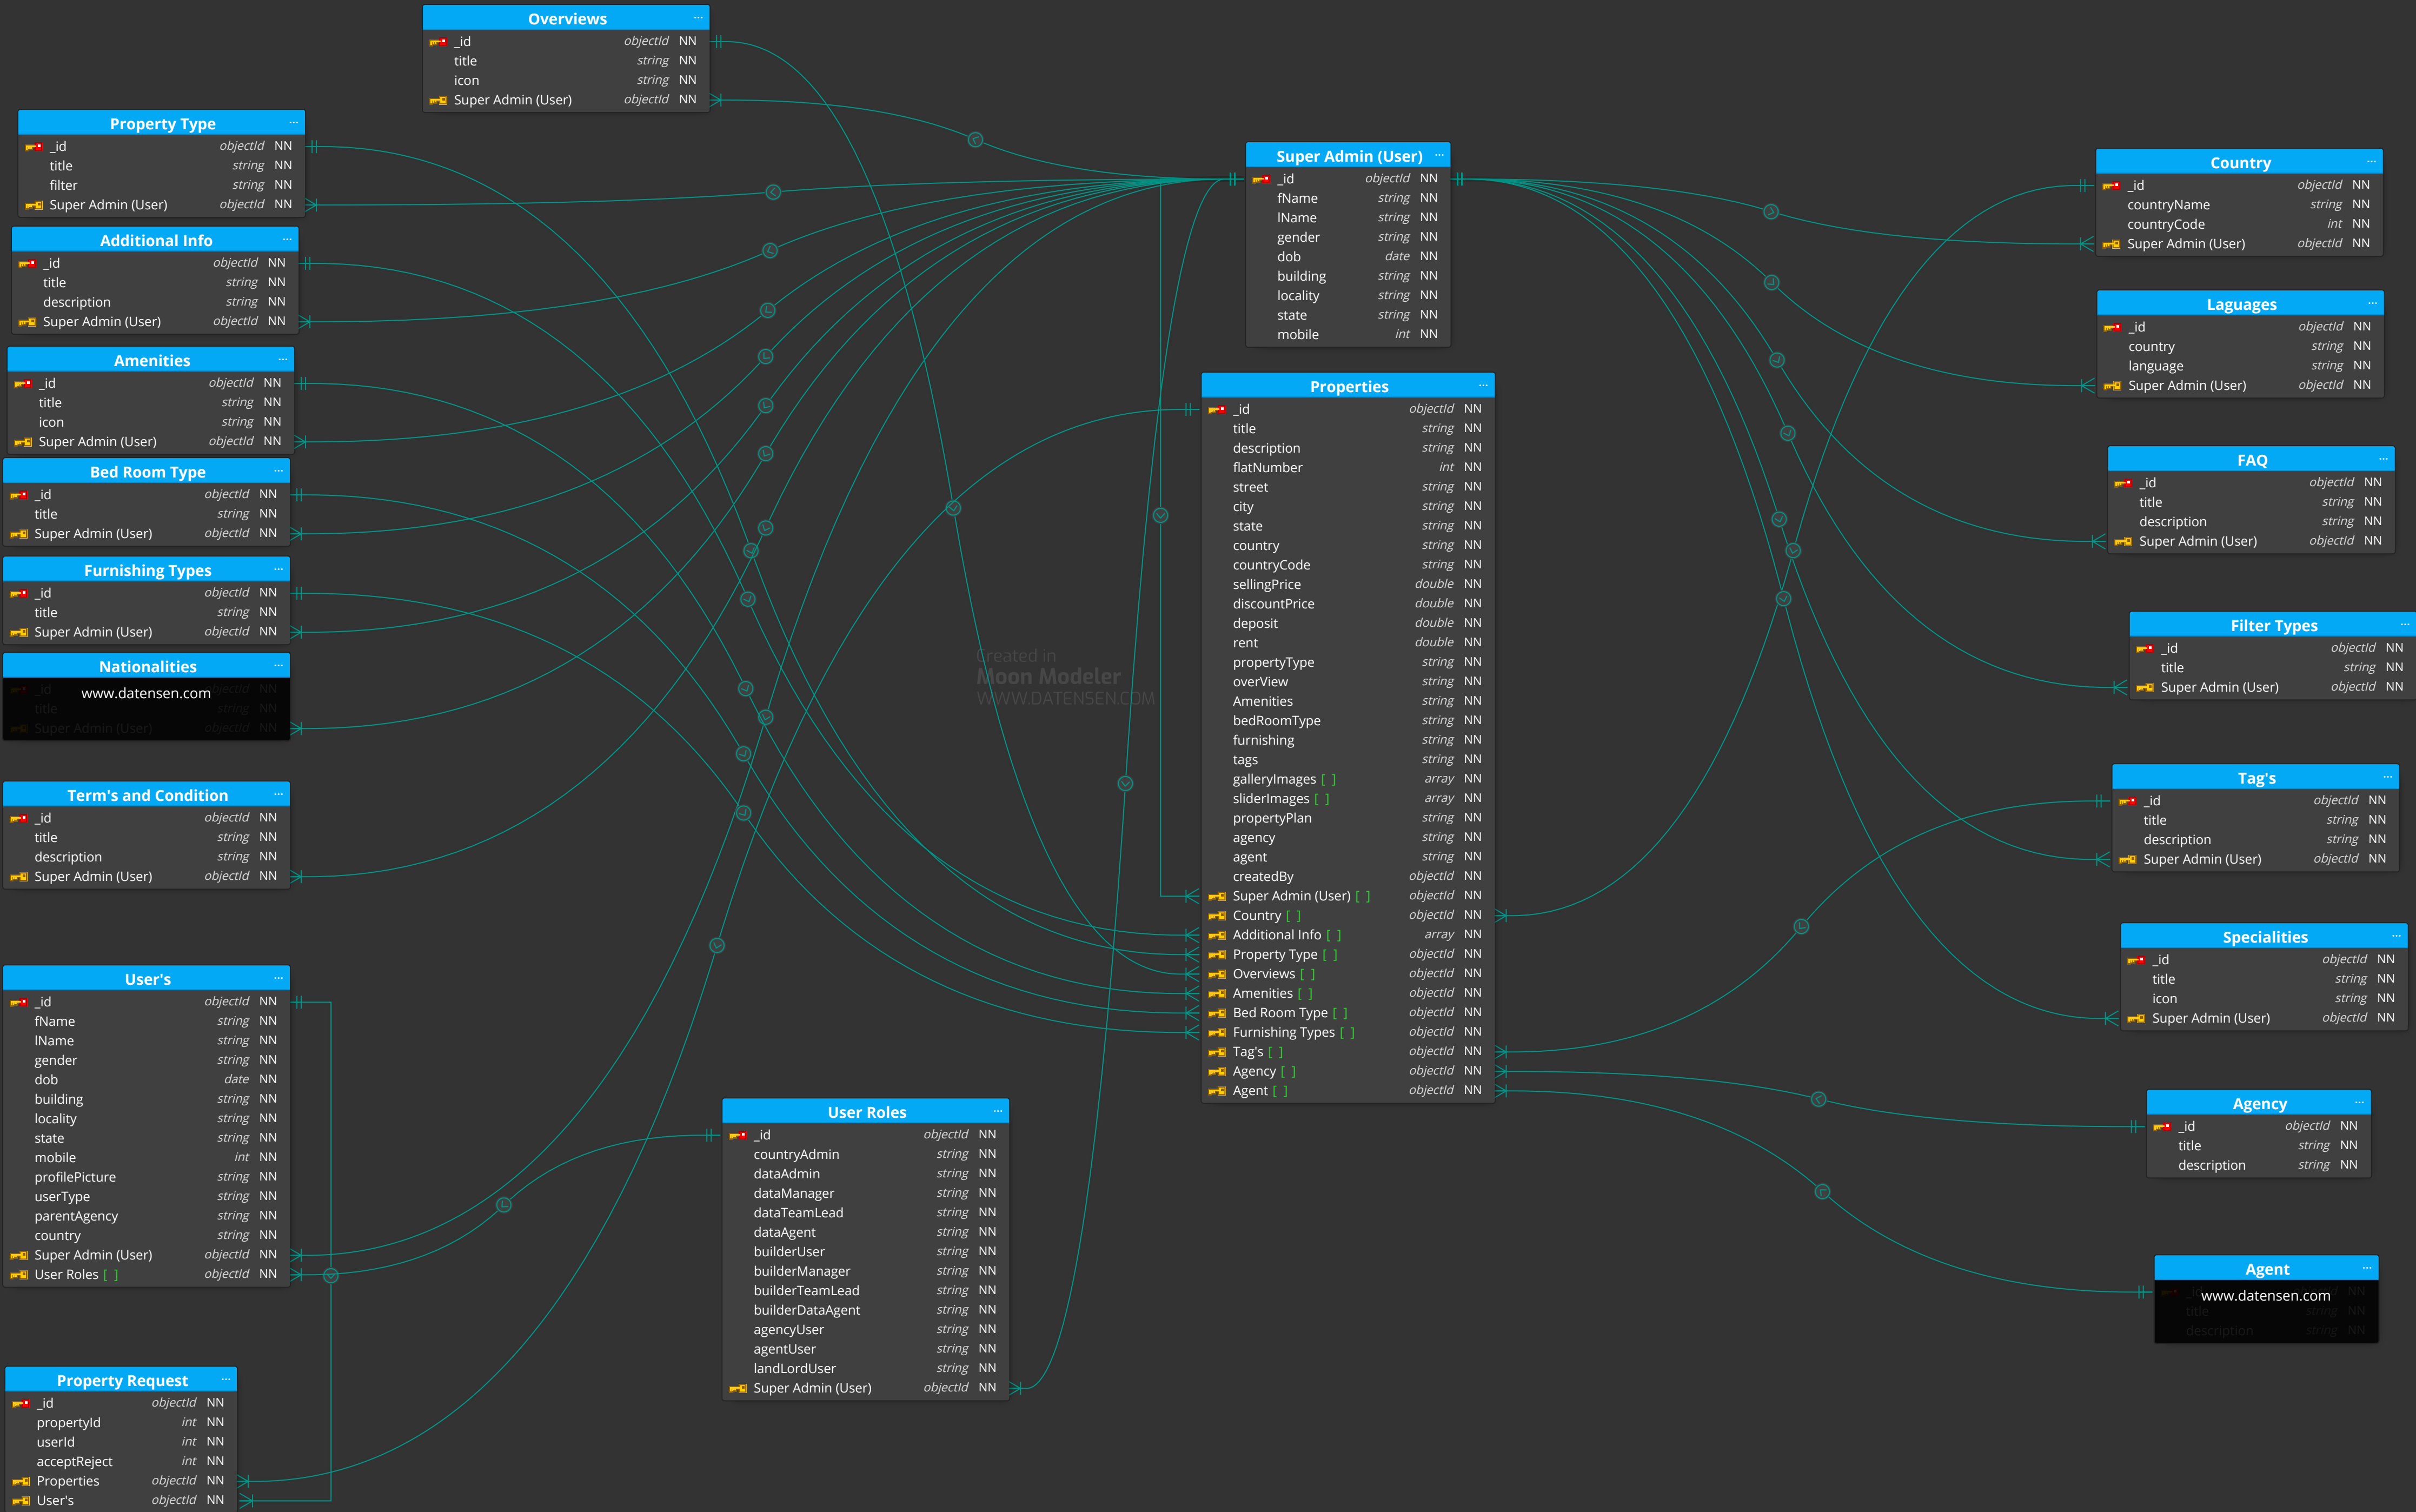 Overviews ...
_id objectId NN
title string NN
icon string NN
Super Admin (User) objectId NN
Property Type ...
_id objectId NN
title string NN
filter string NN
Super Admin (User) objectId NN
Additional Info ...
_id objectId NN
title string NN
description string NN
Super Admin (User) objectId NN
Amenities ...
_id objectId NN
title string NN
icon string NN
Super Admin (User) objectId NN
Bed Room Type ...
_id objectId NN
title string NN
Super Admin (User) objectId NN
Furnishing Types ...
_id objectId NN
title string NN
Super Admin (User) objectId NN
Nationalities ...
www.datensen.com
_id objectId NN
title string NN
Super Admin (User) objectId NN
Term's and Condition ...
_id objectId NN
title string NN
description string NN
Super Admin (User) objectId NN
User's ...
_id objectId NN
fName string NN
lName string NN
gender string NN
dob date NN
building string NN
locality string NN
state string NN
mobile int NN
profilePicture string NN
userType string NN
parentAgency string NN
country string NN
Super Admin (User) objectId NN
User Roles [ ] objectId NN
Property Request ...
_id objectId NN
propertyId int NN
userId int NN
acceptReject int NN
Properties objectId NN
User's objectId NN
User Roles ...
_id objectId NN
countryAdmin string NN
dataAdmin string NN
dataManager string NN
dataTeamLead string NN
dataAgent string NN
builderUser string NN
builderManager string NN
builderTeamLead string NN
builderDataAgent string NN
agencyUser string NN
agentUser string NN
landLordUser string NN
Super Admin (User) objectId NN
Created in
Moon Modeler
WWW.DATENSEN.COM
Super Admin (User) ...
_id objectId NN
fName string NN
lName string NN
gender string NN
dob date NN
building string NN
locality string NN
state string NN
mobile int NN
Properties ...
_id objectId NN
title string NN
description string NN
flatNumber int NN
street string NN
city string NN
state string NN
country string NN
countryCode string NN
sellingPrice double NN
discountPrice double NN
deposit double NN
rent double NN
propertyType string NN
overView string NN
Amenities string NN
bedRoomType string NN
furnishing string NN
tags string NN
galleryImages [ ] array NN
sliderImages [ ] array NN
propertyPlan string NN
agency string NN
agent string NN
createdBy objectId NN
Super Admin (User) [ ] objectId NN
Country [ ] objectId NN
Additional Info [ ] array NN
Property Type [ ] objectId NN
Overviews [ ] objectId NN
Amenities [ ] objectId NN
Bed Room Type [ ] objectId NN
Furnishing Types [ ] objectId NN
Tag's [ ] objectId NN
Agency [ ] objectId NN
Agent [ ] objectId NN
Country ...
_id objectId NN
countryName string NN
countryCode int NN
Super Admin (User) objectId NN
Laguages ...
_id objectId NN
country string NN
language string NN
Super Admin (User) objectId NN
FAQ ...
_id objectId NN
title string NN
description string NN
Super Admin (User) objectId NN
Filter Types ...
_id objectId NN
title string NN
Super Admin (User) objectId NN
Tag's ...
_id objectId NN
title string NN
description string NN
Super Admin (User) objectId NN
Specialities ...
_id objectId NN
title string NN
icon string NN
Super Admin (User) objectId NN
Agency ...
_id objectId NN
title string NN
description string NN
Agent ...
www.datensen.com
title string NN
description string NN